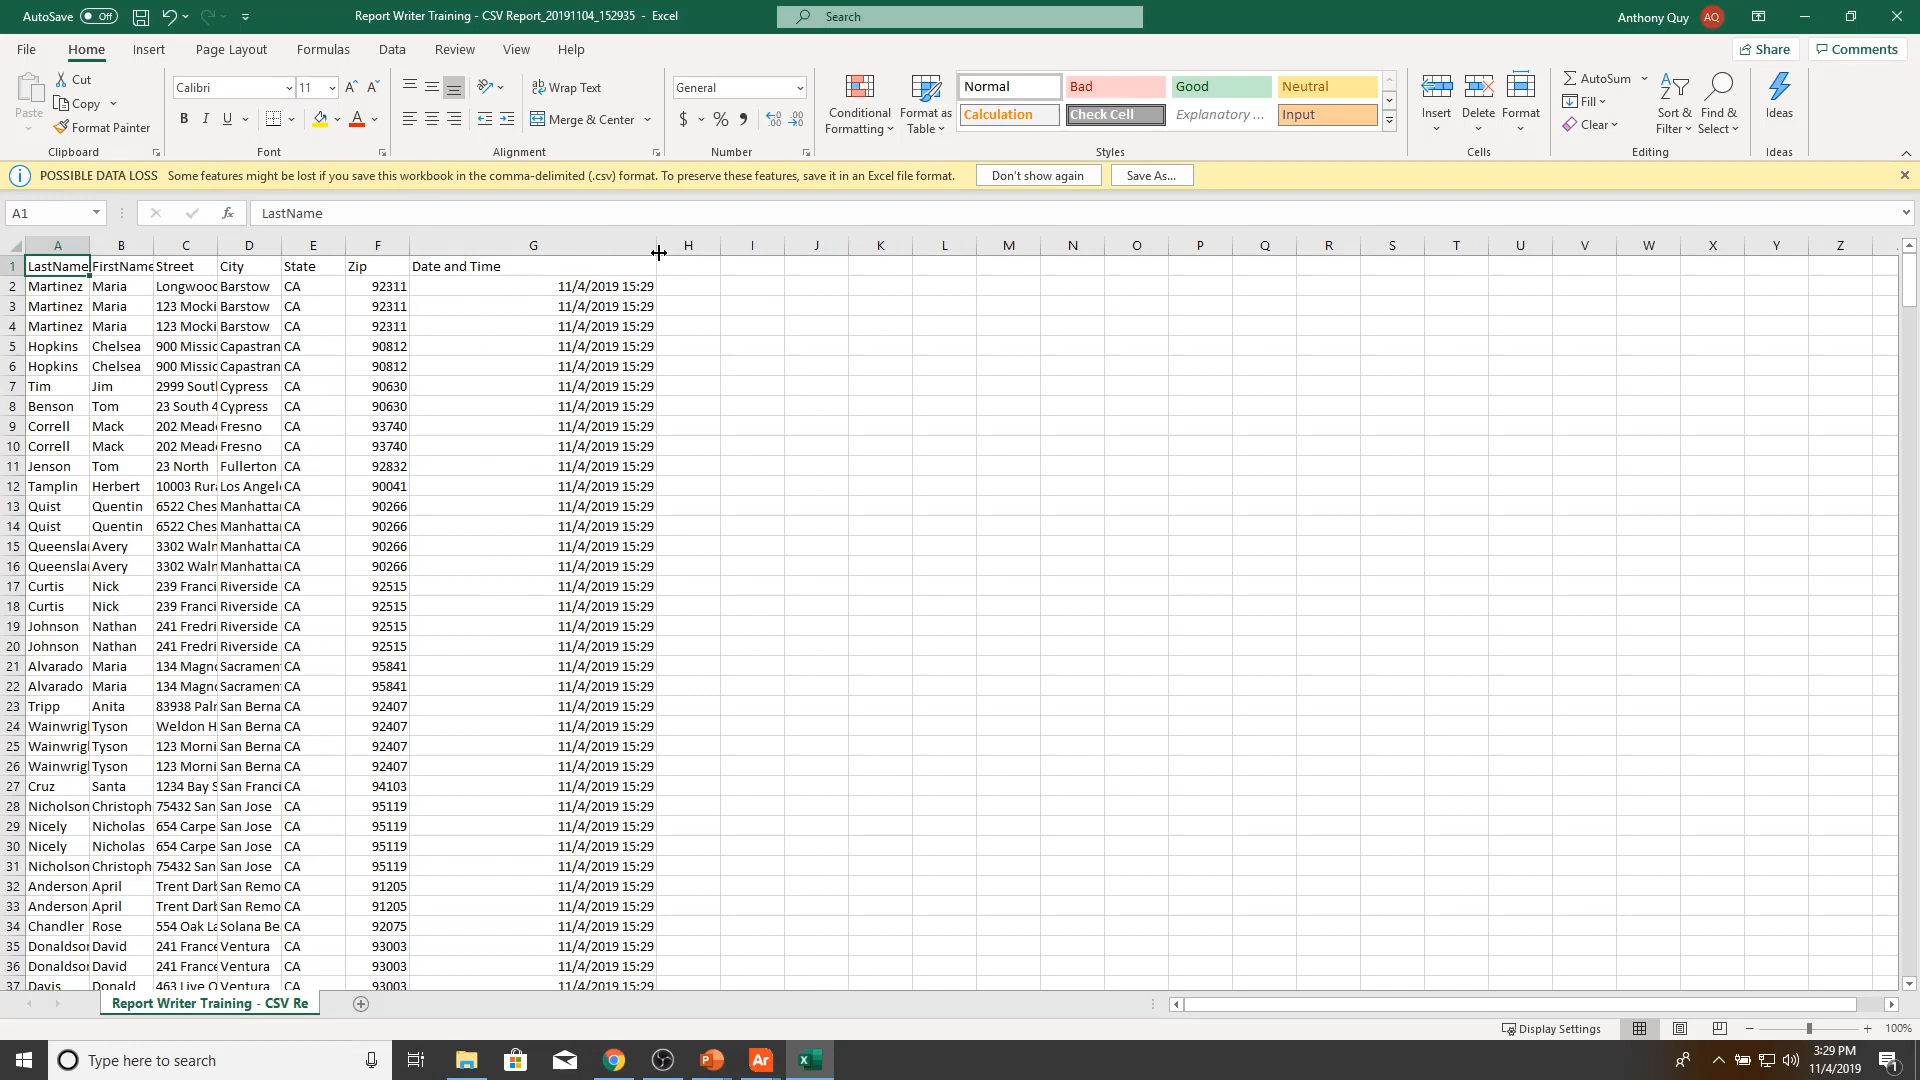 AutoSave Off Report Writer Training - CSV Report_20191104_152935 - Excel Search Anthony Quy AQ
File Home Insert Page Layout Formulas Data Review View Help Share Comments
Paste Cut Copy Format Painter Clipboard
Calibri 11 Font
Wrap Text Merge & Center Alignment
General $ % Number
Conditional Formatting Format as Table
Normal Bad Good Neutral
Calculation Check Cell Explanatory ... Input
Styles
Insert Delete Format Cells
AutoSum Fill Clear Sort & Filter Find & Select Editing
Ideas Ideas
POSSIBLE DATA LOSS Some features might be lost if you save this workbook in the comma-delimited (.csv) format. To preserve these features, save it in an Excel file format. Don't show again Save As...
A1 fx LastName
A B C D E F G H I J K L M N O P Q R S T U V W X Y Z
1 LastName FirstName Street City State Zip Date and Time
2 Martinez Maria Longwood Barstow CA 92311 11/4/2019 15:29
3 Martinez Maria 123 Mocki Barstow CA 92311 11/4/2019 15:29
4 Martinez Maria 123 Mocki Barstow CA 92311 11/4/2019 15:29
5 Hopkins Chelsea 900 Missic Capastran CA 90812 11/4/2019 15:29
6 Hopkins Chelsea 900 Missic Capastran CA 90812 11/4/2019 15:29
7 Tim Jim 2999 Sout Cypress CA 90630 11/4/2019 15:29
8 Benson Tom 23 South 4 Cypress CA 90630 11/4/2019 15:29
9 Correll Mack 202 Mead Fresno CA 93740 11/4/2019 15:29
10 Correll Mack 202 Mead Fresno CA 93740 11/4/2019 15:29
11 Jenson Tom 23 North Fullerton CA 92832 11/4/2019 15:29
12 Tamplin Herbert 10003 Rura Los Angel CA 90041 11/4/2019 15:29
13 Quist Quentin 6522 Ches Manhatta CA 90266 11/4/2019 15:29
14 Quist Quentin 6522 Ches Manhatta CA 90266 11/4/2019 15:29
15 Queensla Avery 3302 Waln Manhatta CA 90266 11/4/2019 15:29
16 Queensla Avery 3302 Waln Manhatta CA 90266 11/4/2019 15:29
17 Curtis Nick 239 Franci Riverside CA 92515 11/4/2019 15:29
18 Curtis Nick 239 Franci Riverside CA 92515 11/4/2019 15:29
19 Johnson Nathan 241 Fredri Riverside CA 92515 11/4/2019 15:29
20 Johnson Nathan 241 Fredri Riverside CA 92515 11/4/2019 15:29
21 Alvarado Maria 134 Magn Sacramen CA 95841 11/4/2019 15:29
22 Alvarado Maria 134 Magn Sacramen CA 95841 11/4/2019 15:29
23 Tripp Anita 83938 Paln San Berna CA 92407 11/4/2019 15:29
24 Wainwrigh Tyson Weldon H San Berna CA 92407 11/4/2019 15:29
25 Wainwrigh Tyson 123 Morni San Berna CA 92407 11/4/2019 15:29
26 Wainwrigh Tyson 123 Morni San Berna CA 92407 11/4/2019 15:29
27 Cruz Santa 1234 Bay S San Franci CA 94103 11/4/2019 15:29
28 Nicholson Christoph 75432 San San Jose CA 95119 11/4/2019 15:29
29 Nicely Nicholas 654 Carpe San Jose CA 95119 11/4/2019 15:29
30 Nicely Nicholas 654 Carpe San Jose CA 95119 11/4/2019 15:29
31 Nicholson Christoph 75432 San San Jose CA 95119 11/4/2019 15:29
32 Anderson April Trent Darb San Remo CA 91205 11/4/2019 15:29
33 Anderson April Trent Darb San Remo CA 91205 11/4/2019 15:29
34 Chandler Rose 554 Oak La Solana Be CA 92075 11/4/2019 15:29
35 Donaldson David 241 France Ventura CA 93003 11/4/2019 15:29
36 Donaldson David 241 France Ventura CA 93003 11/4/2019 15:29
37 Davis Donald 463 Live O Ventura CA 93003 11/4/2019 15:29
Report Writer Training - CSV Re
Display Settings 100%
Type here to search Ar 3:29 PM
11/4/2019 1